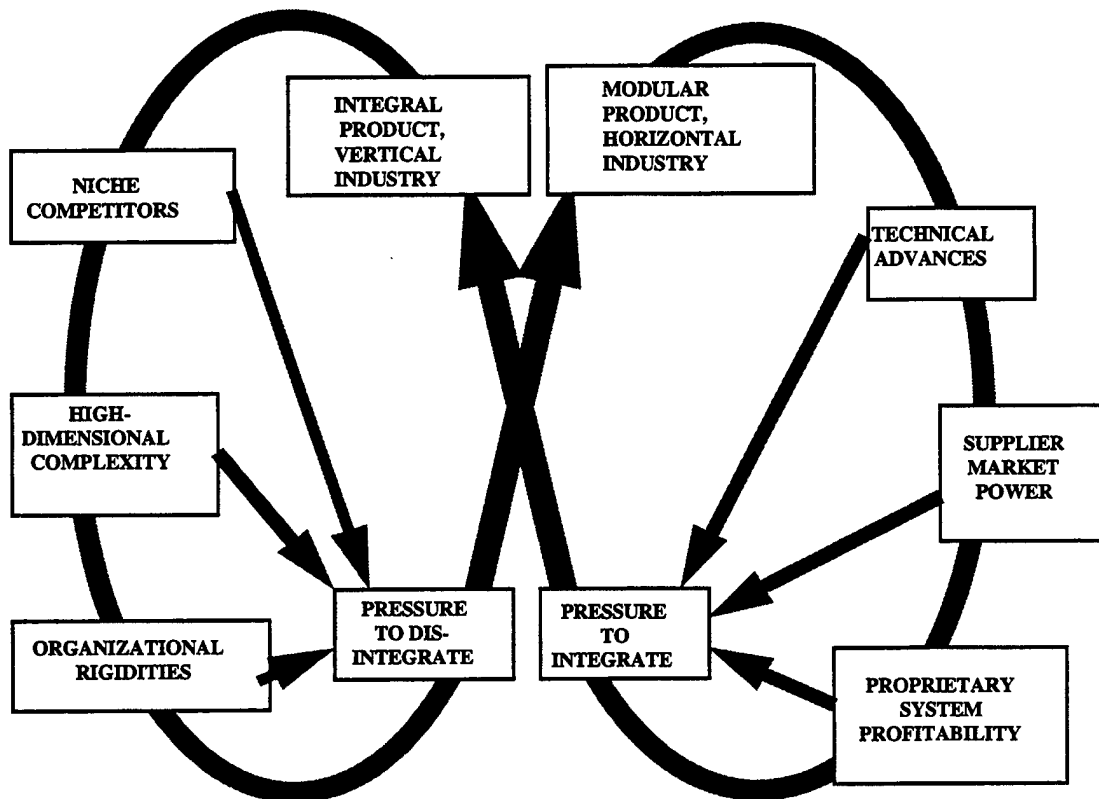 INTEGRAL
PRODUCT,
VERTICAL
INDUSTRY
MODULAR
PRODUCT,
HORIZONTAL
INDUSTRY
NICHE
COMPETITORS
TECHNICAL
ADVANCES
HIGH-
DIMENSIONAL
COMPLEXITY
SUPPLIER
MARKET
POWER
ORGANIZATIONAL
RIGIDITIES
PRESSURE
TO DIS-
INTEGRATE
PRESSURE
TO
INTEGRATE
PROPRIETARY
SYSTEM
PROFITABILITY